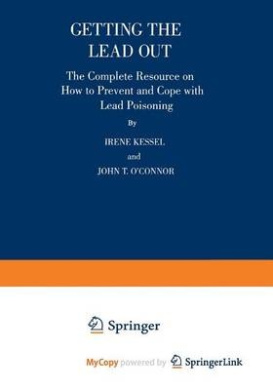 GETTING THE
LEAD OUT
The Complete Resource on
How to Prevent and Cope with
Lead Poisoning
By
IRENE KESSEL
and
JOHN T. O'CONNOR
Springer
MyCopy powered by SpringerLink